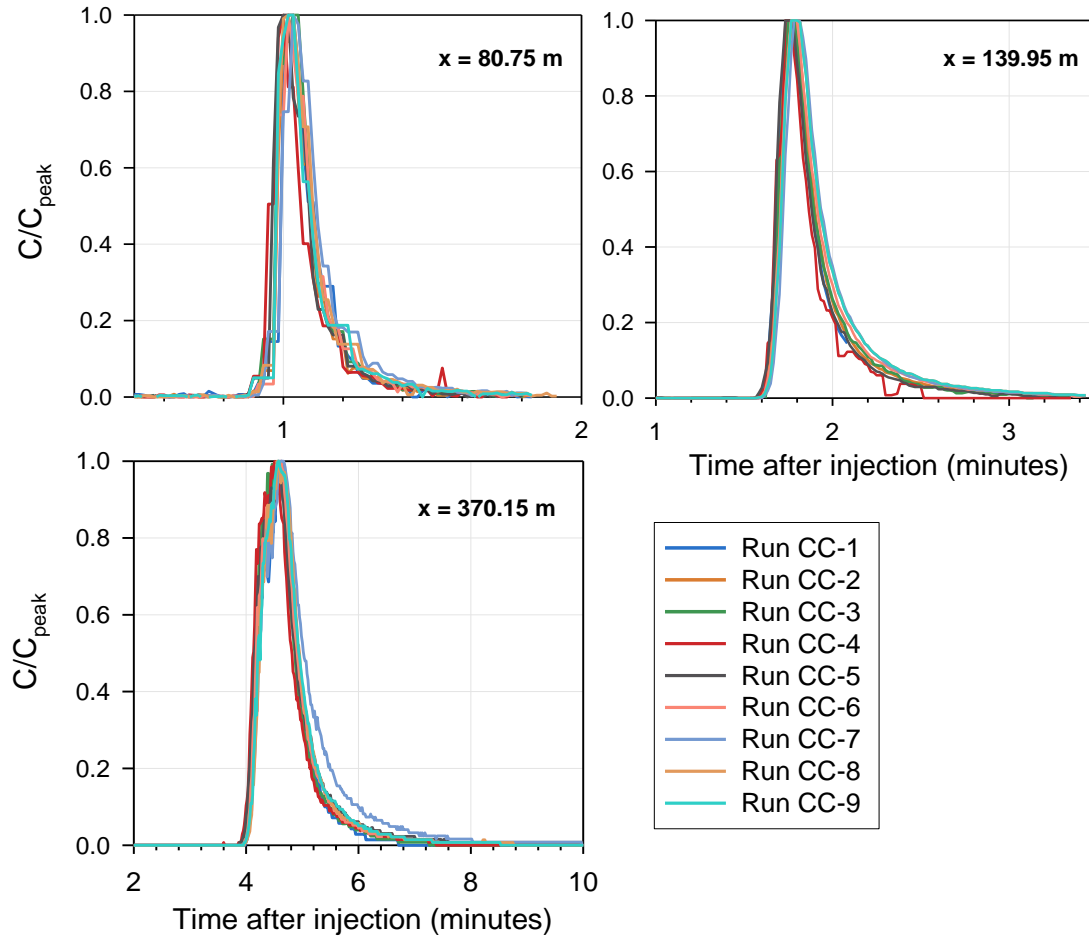 x = 80.75 m
1.0
0.8
0.6
0.4
0.2
0.0
C/Cpeak
1
2
x = 139.95 m
1.0
0.8
0.6
0.4
0.2
0.0
1
2
3
Time after injection (minutes)
x = 370.15 m
1.0
0.8
0.6
0.4
0.2
0.0
C/Cpeak
2
4
6
8
10
Time after injection (minutes)
Run CC-1
Run CC-2
Run CC-3
Run CC-4
Run CC-5
Run CC-6
Run CC-7
Run CC-8
Run CC-9